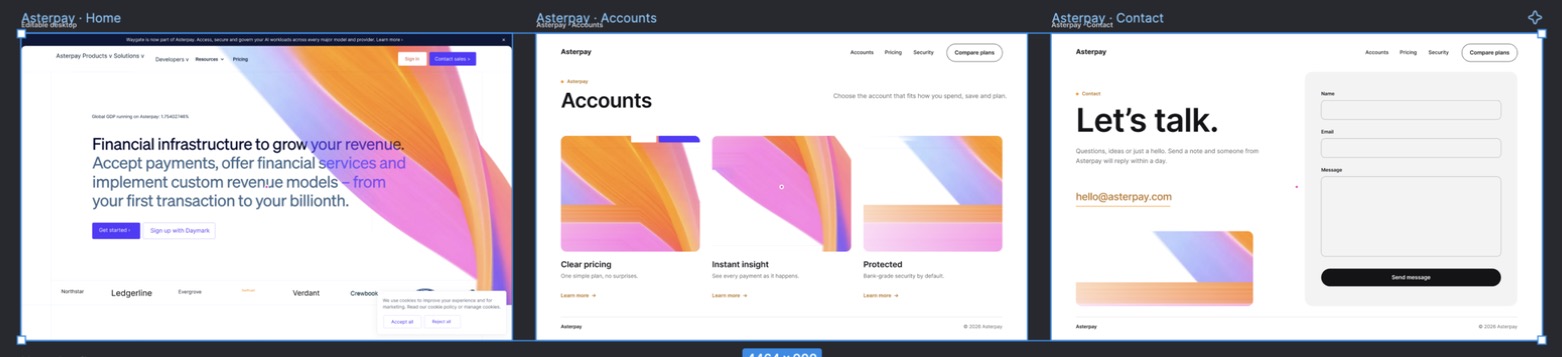 Asterpay · Home
Editable desktop
Waygate is now part of Asterpay. Access, secure and govern your AI workloads across every major model and provider. Learn more ›
×
Asterpay Products ∨ Solutions ∨
Developers ∨
Resources
Pricing
Sign in
Contact sales ›
Global GDP running on Asterpay:
Financial infrastructure to grow your revenue.
Accept payments, offer financial services and
implement custom revenue models – from
your first transaction to your billionth.
Get started ›
Sign up with Daymark
Northstar
Ledgerline
Evergrove
Verdant
Crewbook
We use cookies to improve your experience and for
marketing. Read our cookie policy or manage cookies.
Accept all
Reject all
Asterpay · Accounts
Asterpay · Accounts
Asterpay
Accounts
Pricing
Security
Compare plans
Asterpay
Accounts
Choose the account that fits how you spend, save and plan.
Clear pricing
One simple plan, no surprises.
Learn more →
Instant insight
See every payment as it happens.
Learn more →
Protected
Bank-grade security by default.
Learn more →
Asterpay
© 2026 Asterpay
Asterpay · Contact
Asterpay · Contact
Asterpay
Accounts
Pricing
Security
Compare plans
Contact
Let's talk.
Questions, ideas or just a hello. Send a note and someone from
Asterpay will reply within a day.
hello@asterpay.com
Name
Email
Message
Send message
Asterpay
© 2026 Asterpay